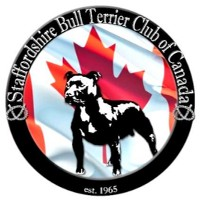 Staffordshire Bull Terrier Club of Canada
est. 1965